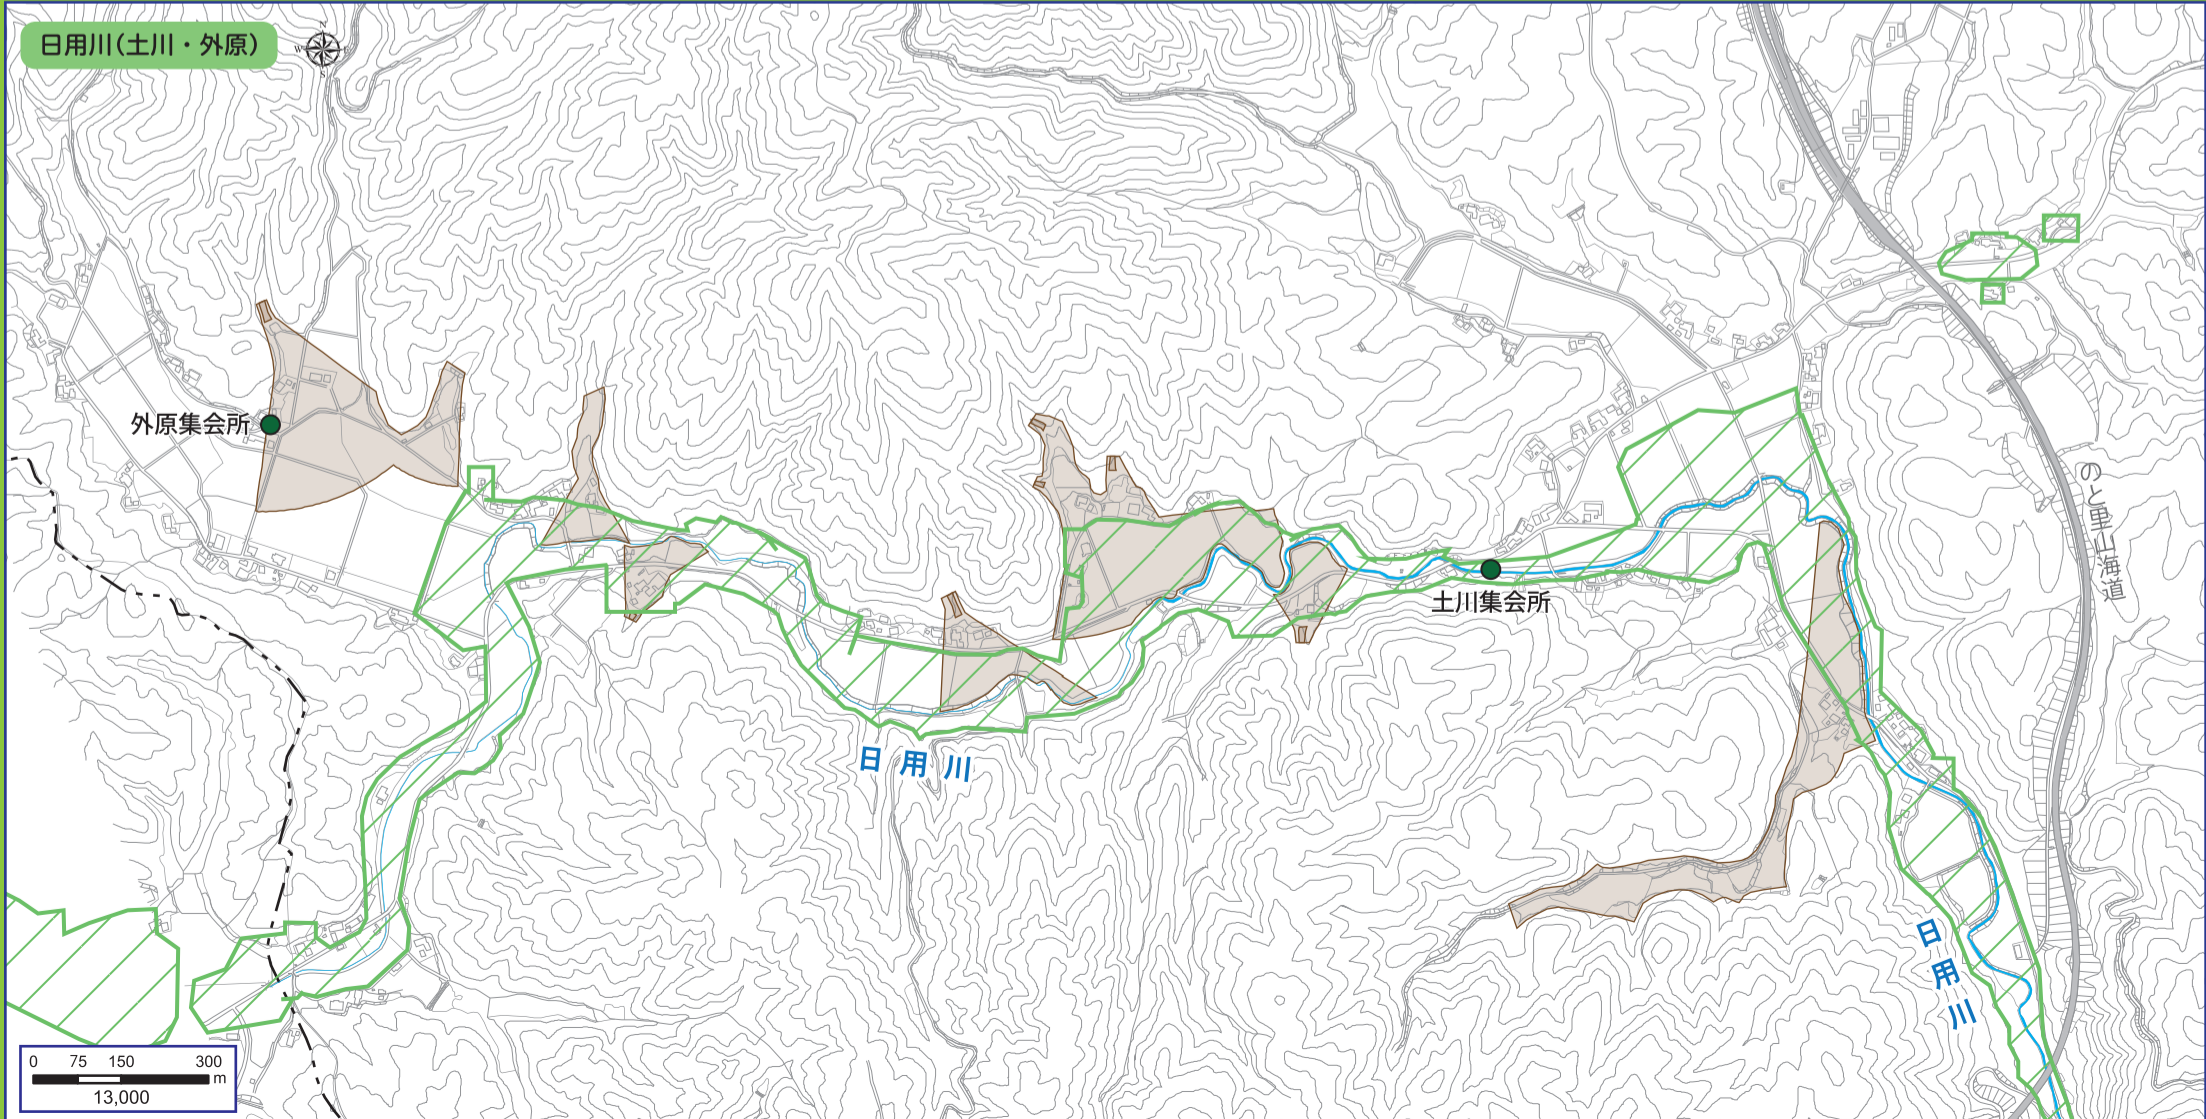 日用川(土川・外原)
N
W
S
外原集会所
土川集会所
のと里山海道
日用川
日用川
0 75 150 300
m
13,000